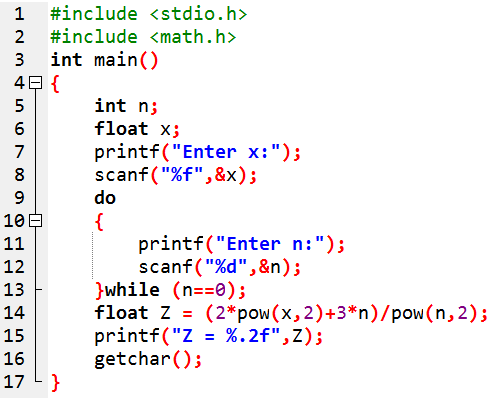 1 #include <stdio.h>
2 #include <math.h>
3 int main()
4 {
5 int n;
6 float x;
7 printf("Enter x:");
8 scanf("%f",&x);
9 do
10 {
11 printf("Enter n:");
12 scanf("%d",&n);
13 }while (n==0);
14 float Z = (2*pow(x,2)+3*n)/pow(n,2);
15 printf("Z = %.2f",Z);
16 getchar();
17 }